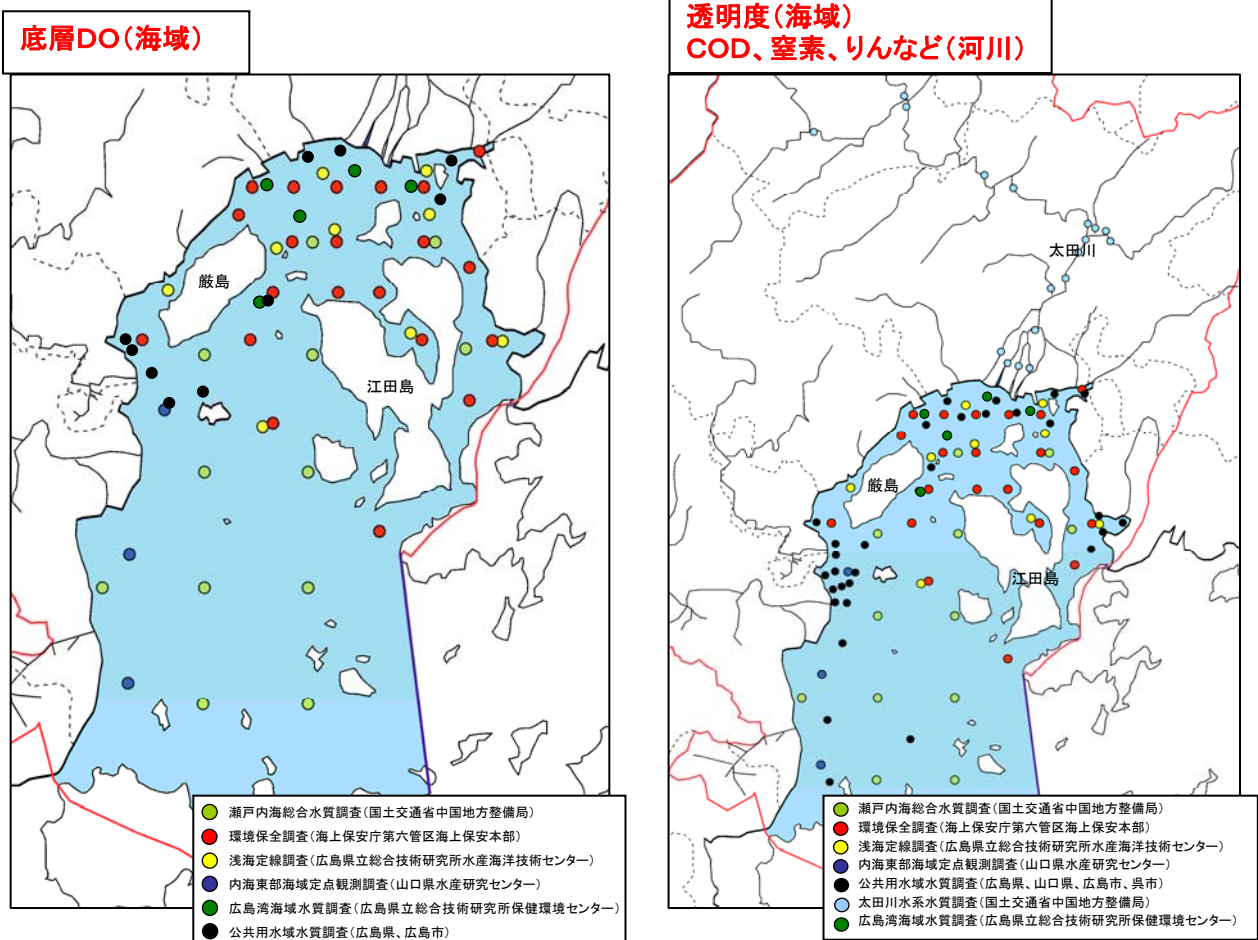 底層DO(海域)
厳島
江田島
瀬戸内海総合水質調査(国土交通省中国地方整備局)
環境保全調査(海上保安庁第六管区海上保安本部)
浅海定線調査(広島県立総合技術研究所水産海洋技術センター)
内海東部海域定点観測調査(山口県水産研究センター)
広島湾海域水質調査(広島県立総合技術研究所保健環境センター)
公共用水域水質調査(広島県、広島市)
透明度(海域)
COD、窒素、りんなど(河川)
太田川
厳島
江田島
瀬戸内海総合水質調査(国土交通省中国地方整備局)
環境保全調査(海上保安庁第六管区海上保安本部)
浅海定線調査(広島県立総合技術研究所水産海洋技術センター)
内海東部海域定点観測調査(山口県水産研究センター)
公共用水域水質調査(広島県、山口県、広島市、呉市)
太田川水系水質調査(国土交通省中国地方整備局)
広島湾海域水質調査(広島県立総合技術研究所保健環境センター)